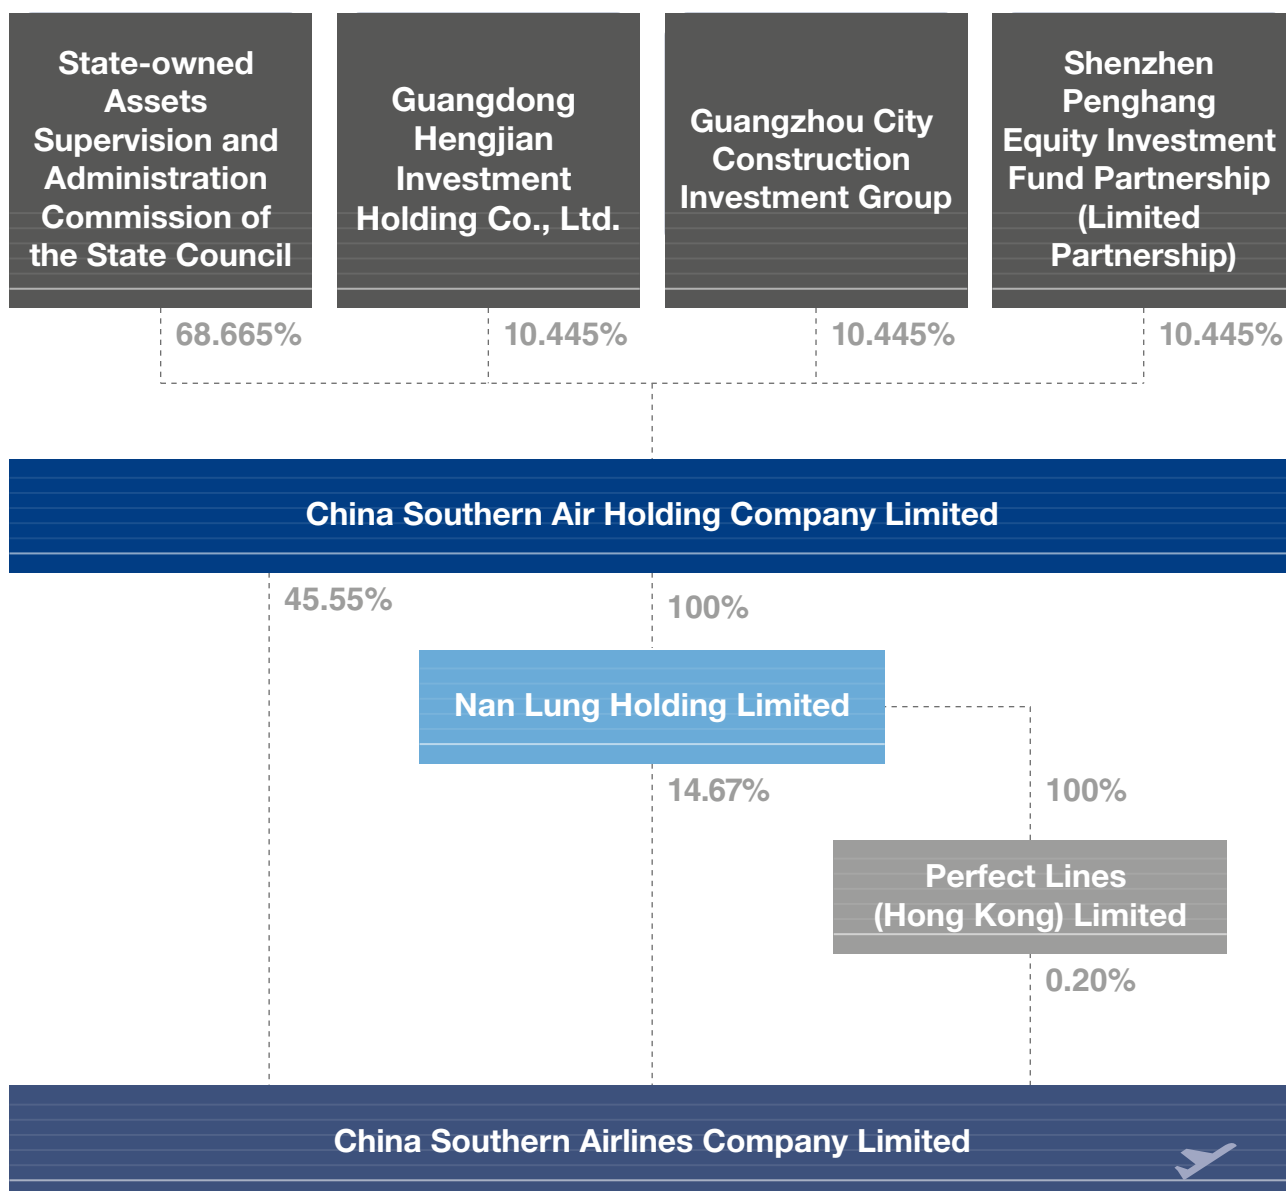 State-owned
Assets
Supervision and
Administration
Commission of
the State Council
Guangdong
Hengjian
Investment
Holding Co., Ltd.
Guangzhou City
Construction
Investment Group
Shenzhen
Penghang
Equity Investment
Fund Partnership
(Limited
Partnership)
68.665%
10.445%
10.445%
10.445%
China Southern Air Holding Company Limited
45.55%
100%
Nan Lung Holding Limited
14.67%
100%
Perfect Lines
(Hong Kong) Limited
0.20%
China Southern Airlines Company Limited